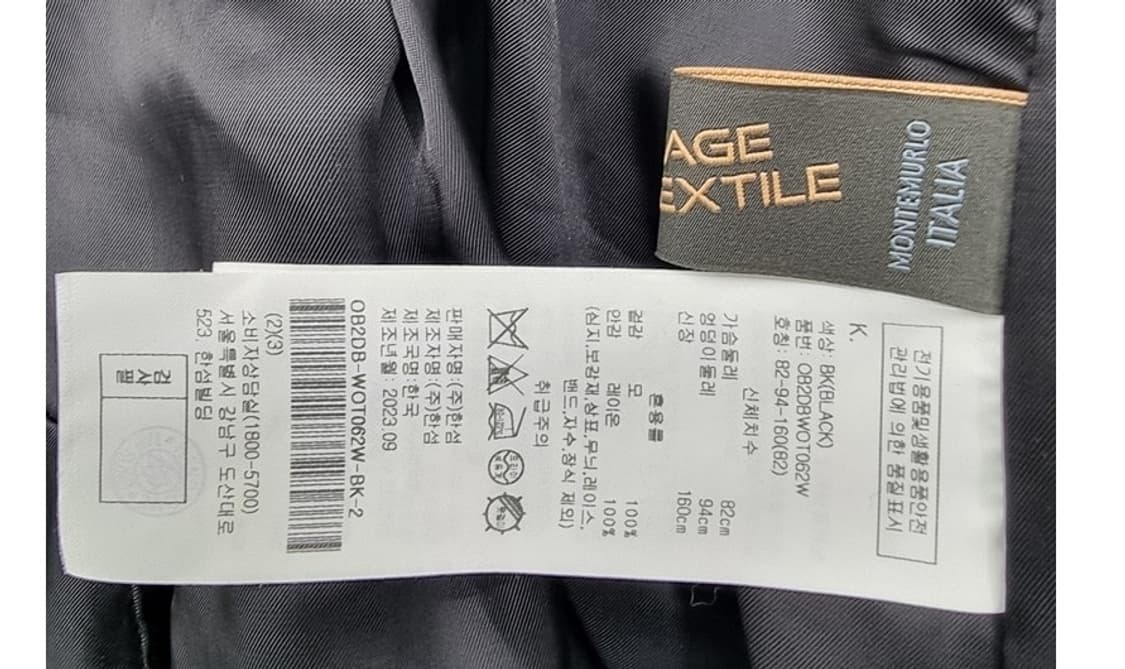 AGE
EXTILE
MONTEMURLO
ITALIA
전기용품및생활용품안전
관리법에 의한 품질표시
K.
색상: BK(BLACK)
품번: OB2DBWOT062W
호칭: 82-94-160(82)
신체치수
가슴둘레 82cm
엉덩이둘레 94cm
신장 160cm
혼용률
겉감 모 100%
안감 레이온 100%
(심지,보강재,상표,무늬,레이스,
밴드,자수,장식 제외)
취급주의
판매자명:(주)한섬
제조자명:(주)한섬
제조국명:한국
제조년월: 2023.09
OB2DB-WOT062W-BK-2
(2)(3)
소비자상담실(1800-5700)
서울특별시 강남구 도산대로
523, 한섬빌딩
검사필